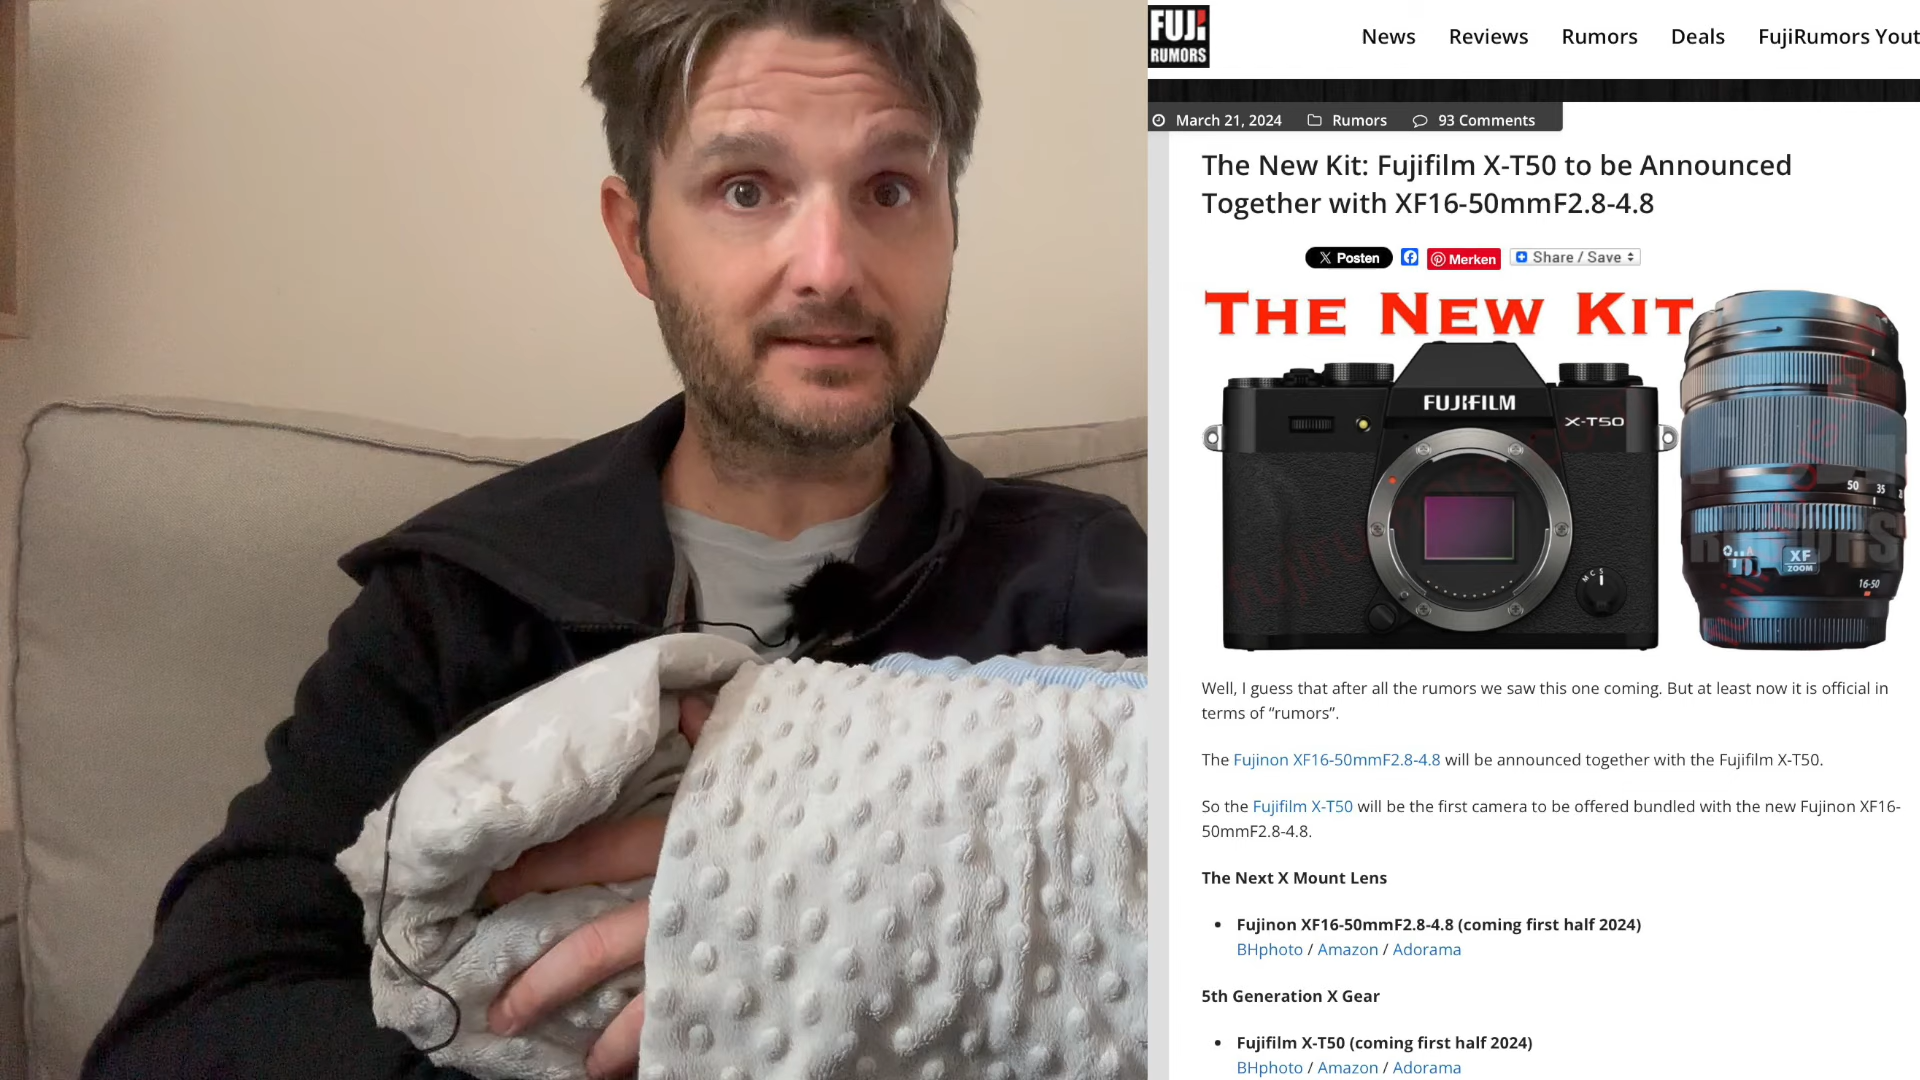 FUJI
RUMORS
News
Reviews
Rumors
Deals
FujiRumors Yout
March 21, 2024
Rumors
93 Comments
The New Kit: Fujifilm X-T50 to be Announced
Together with XF16-50mmF2.8-4.8
X Posten
Merken
Share / Save
THE NEW KIT
FUJIFILM
X-T50
M C S
50 35
XF
ZOOM
16-50
Well, I guess that after all the rumors we saw this one coming. But at least now it is official in
terms of “rumors”.
The Fujinon XF16-50mmF2.8-4.8 will be announced together with the Fujifilm X-T50.
So the Fujifilm X-T50 will be the first camera to be offered bundled with the new Fujinon XF16-
50mmF2.8-4.8.
The Next X Mount Lens
• Fujinon XF16-50mmF2.8-4.8 (coming first half 2024)
BHphoto / Amazon / Adorama
5th Generation X Gear
• Fujifilm X-T50 (coming first half 2024)
BHphoto / Amazon / Adorama